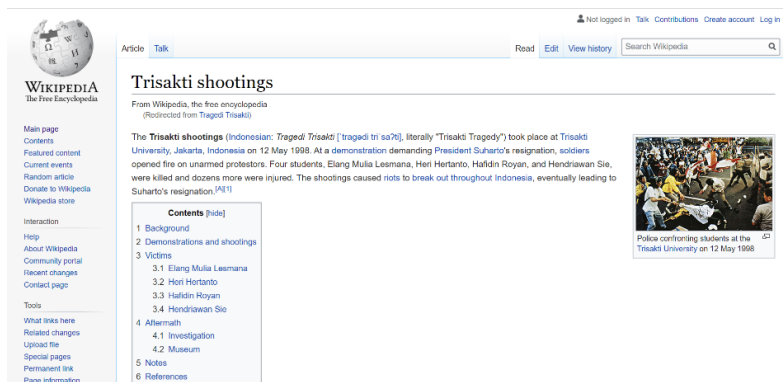 Not logged in Talk Contributions Create account Log in
Article Talk
Read Edit View history Search Wikipedia
WIKIPEDIA
The Free Encyclopedia
Main page
Contents
Featured content
Current events
Random article
Donate to Wikipedia
Wikipedia store
Interaction
Help
About Wikipedia
Community portal
Recent changes
Contact page
Tools
What links here
Related changes
Upload file
Special pages
Permanent link
Page information
Trisakti shootings
From Wikipedia, the free encyclopedia
(Redirected from Tragedi Trisakti)
The Trisakti shootings (Indonesian: Tragedi Trisakti [ˈtragədi triˈsaʔti], literally "Trisakti Tragedy") took place at Trisakti
University, Jakarta, Indonesia on 12 May 1998. At a demonstration demanding President Suharto's resignation, soldiers
opened fire on unarmed protestors. Four students, Elang Mulia Lesmana, Heri Hertanto, Hafidin Royan, and Hendriawan Sie,
were killed and dozens more were injured. The shootings caused riots to break out throughout Indonesia, eventually leading to
Suharto's resignation.[A][1]
Contents [hide]
1 Background
2 Demonstrations and shootings
3 Victims
3.1 Elang Mulia Lesmana
3.2 Heri Hertanto
3.3 Hafidin Royan
3.4 Hendriawan Sie
4 Aftermath
4.1 Investigation
4.2 Museum
5 Notes
6 References
Police confronting students at the
Trisakti University on 12 May 1998